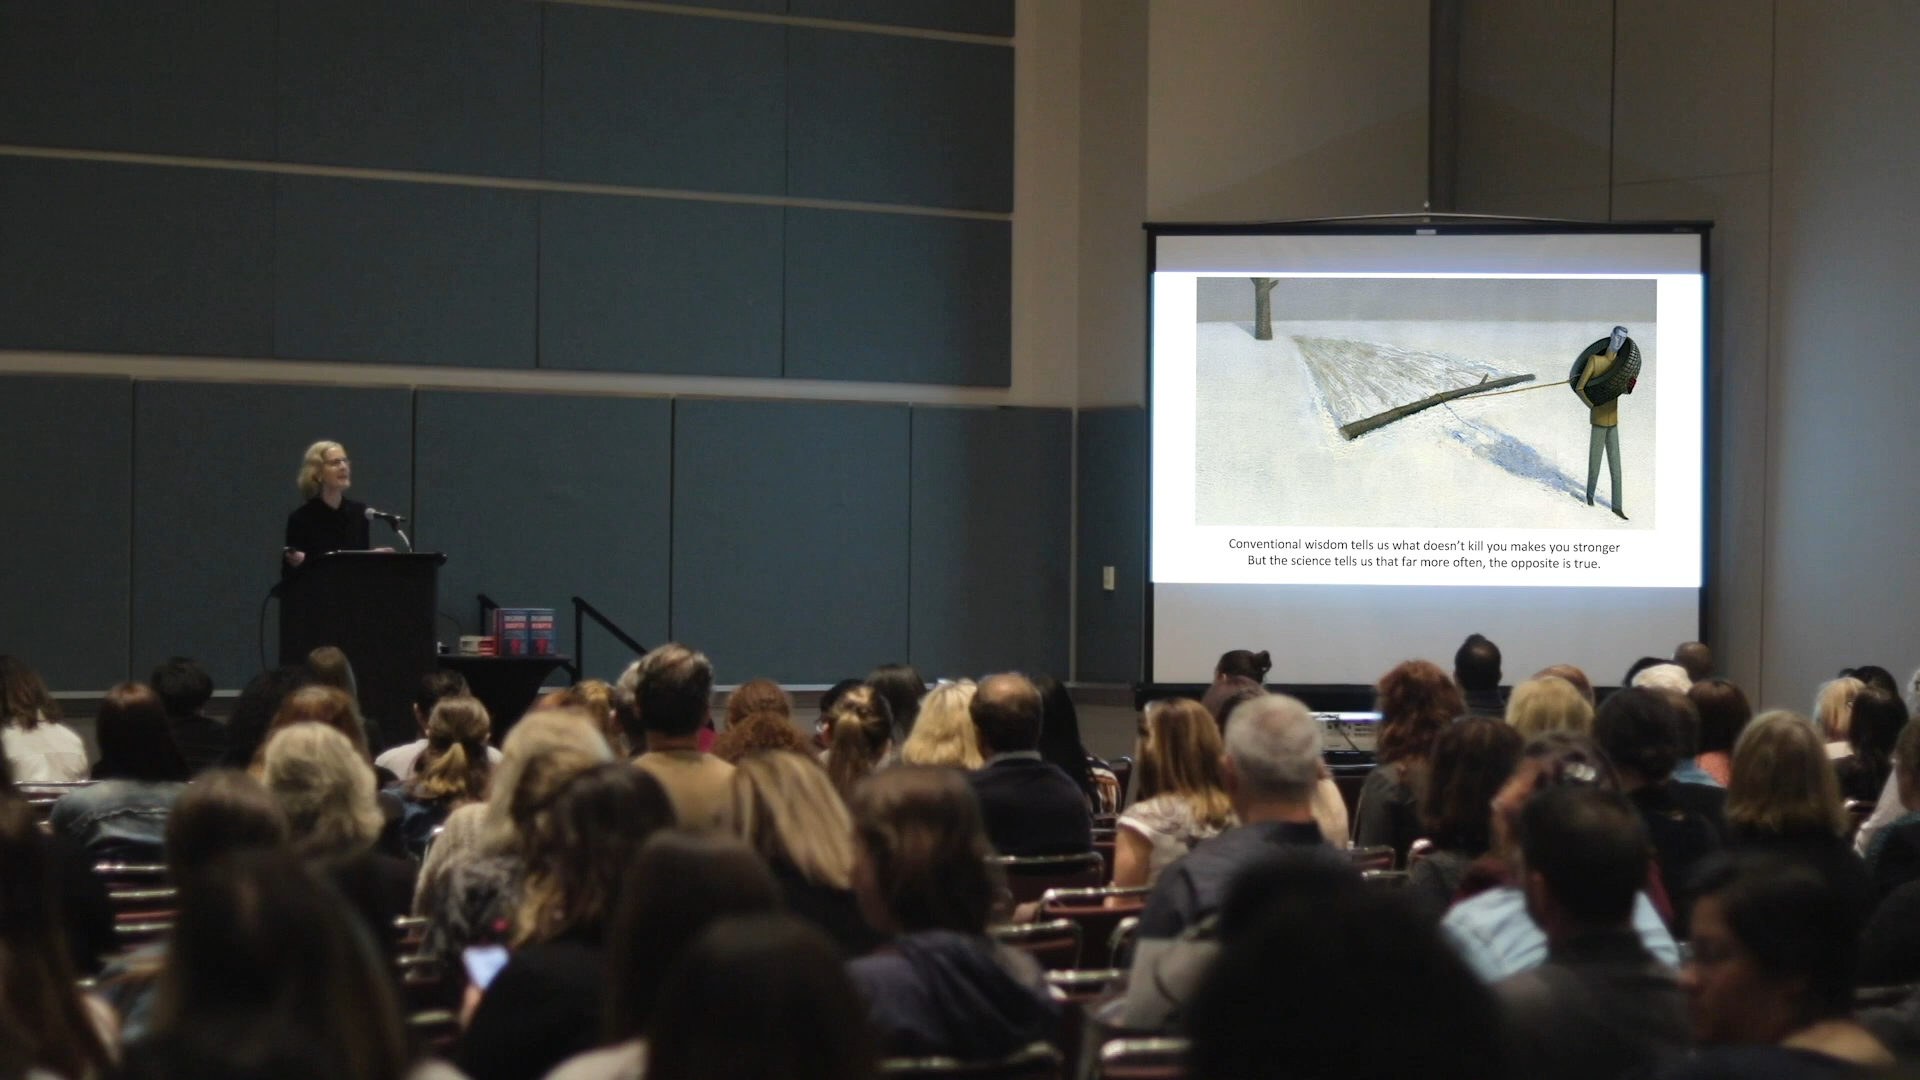 Conventional wisdom tells us what doesn't kill you makes you stronger
But the science tells us that far more often, the opposite is true.